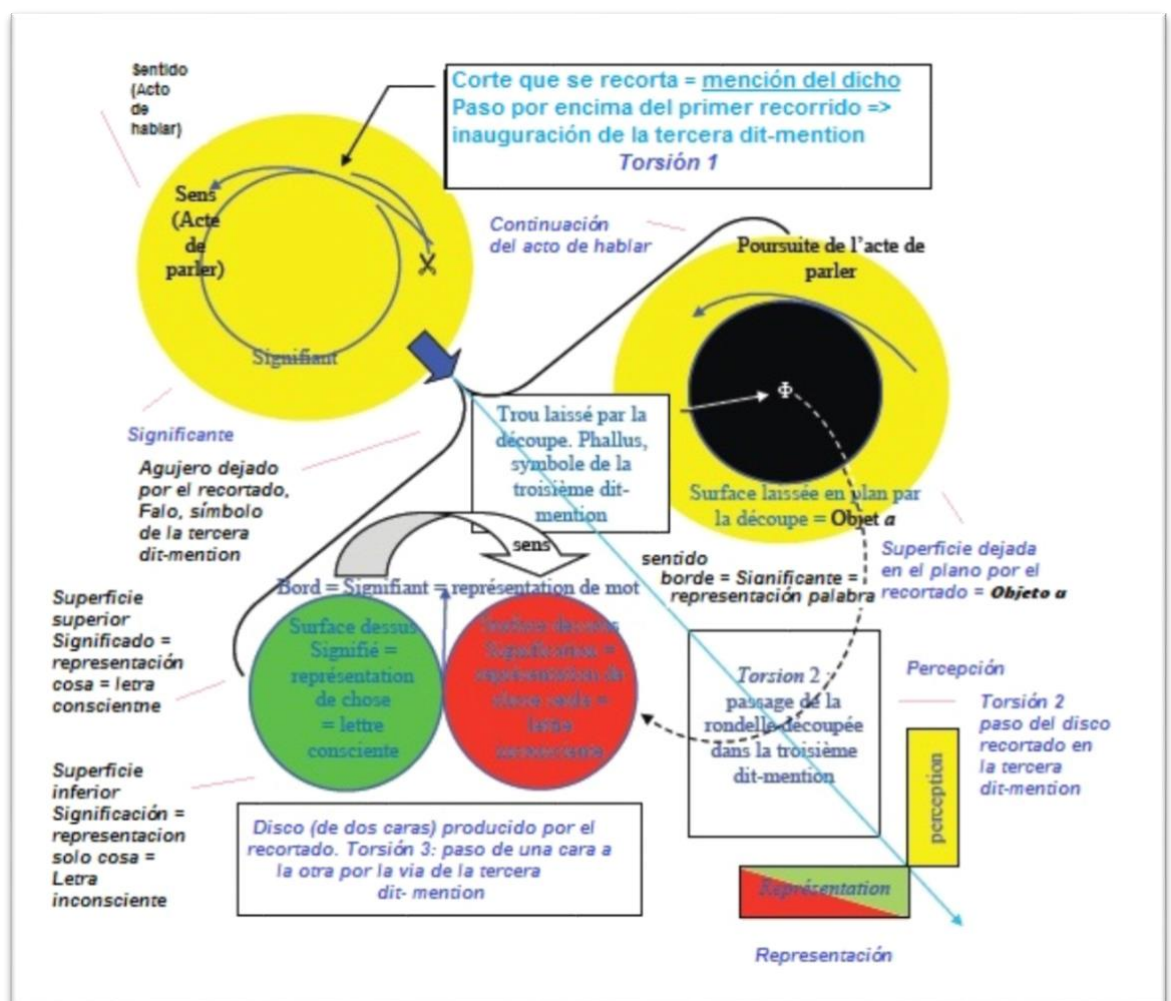 Sentido
(Acto
de
hablar)
Corte que se recorta = mención del dicho
Paso por encima del primer recorrido =>
inauguración de la tercera dit-mention
Torsión 1
Sens
(Acte
de
parler)
Signifiant
Continuación
del acto de hablar
Poursuite de l'acte de
parler
Φ
Significante
Agujero dejado
por el recortado,
Falo, símbolo
de la tercera
dit-mention
Trou laissé par la
découpe. Phallus,
symbole de la
troisième dit-
mention
Surface laissée en plan par
la découpe = Objet a
sens
sentido
borde = Significante =
representación palabra
Superficie dejada
en el plano por el
recortado = Objeto a
Bord = Signifiant = représentation de mot
Superficie
superior
Significado =
representación
cosa = letra
conscientne
Surface dessus
Signifié =
représentation
de chose
= lettre
consciente
Signification =
représentation de
lettre
Torsion 2 :
passage de la
rondelle découpée
dans la troisième
dit-mention
Percepción
Torsión 2
paso del disco
recortado en
la tercera
dit-mention
perception
Superficie
inferior
Significación =
representacion
solo cosa =
Letra
inconsciente
Disco (de dos caras) producido por el
recortado. Torsión 3: paso de una cara a
la otra por la via de la tercera
dit- mention
Représentation
Representación